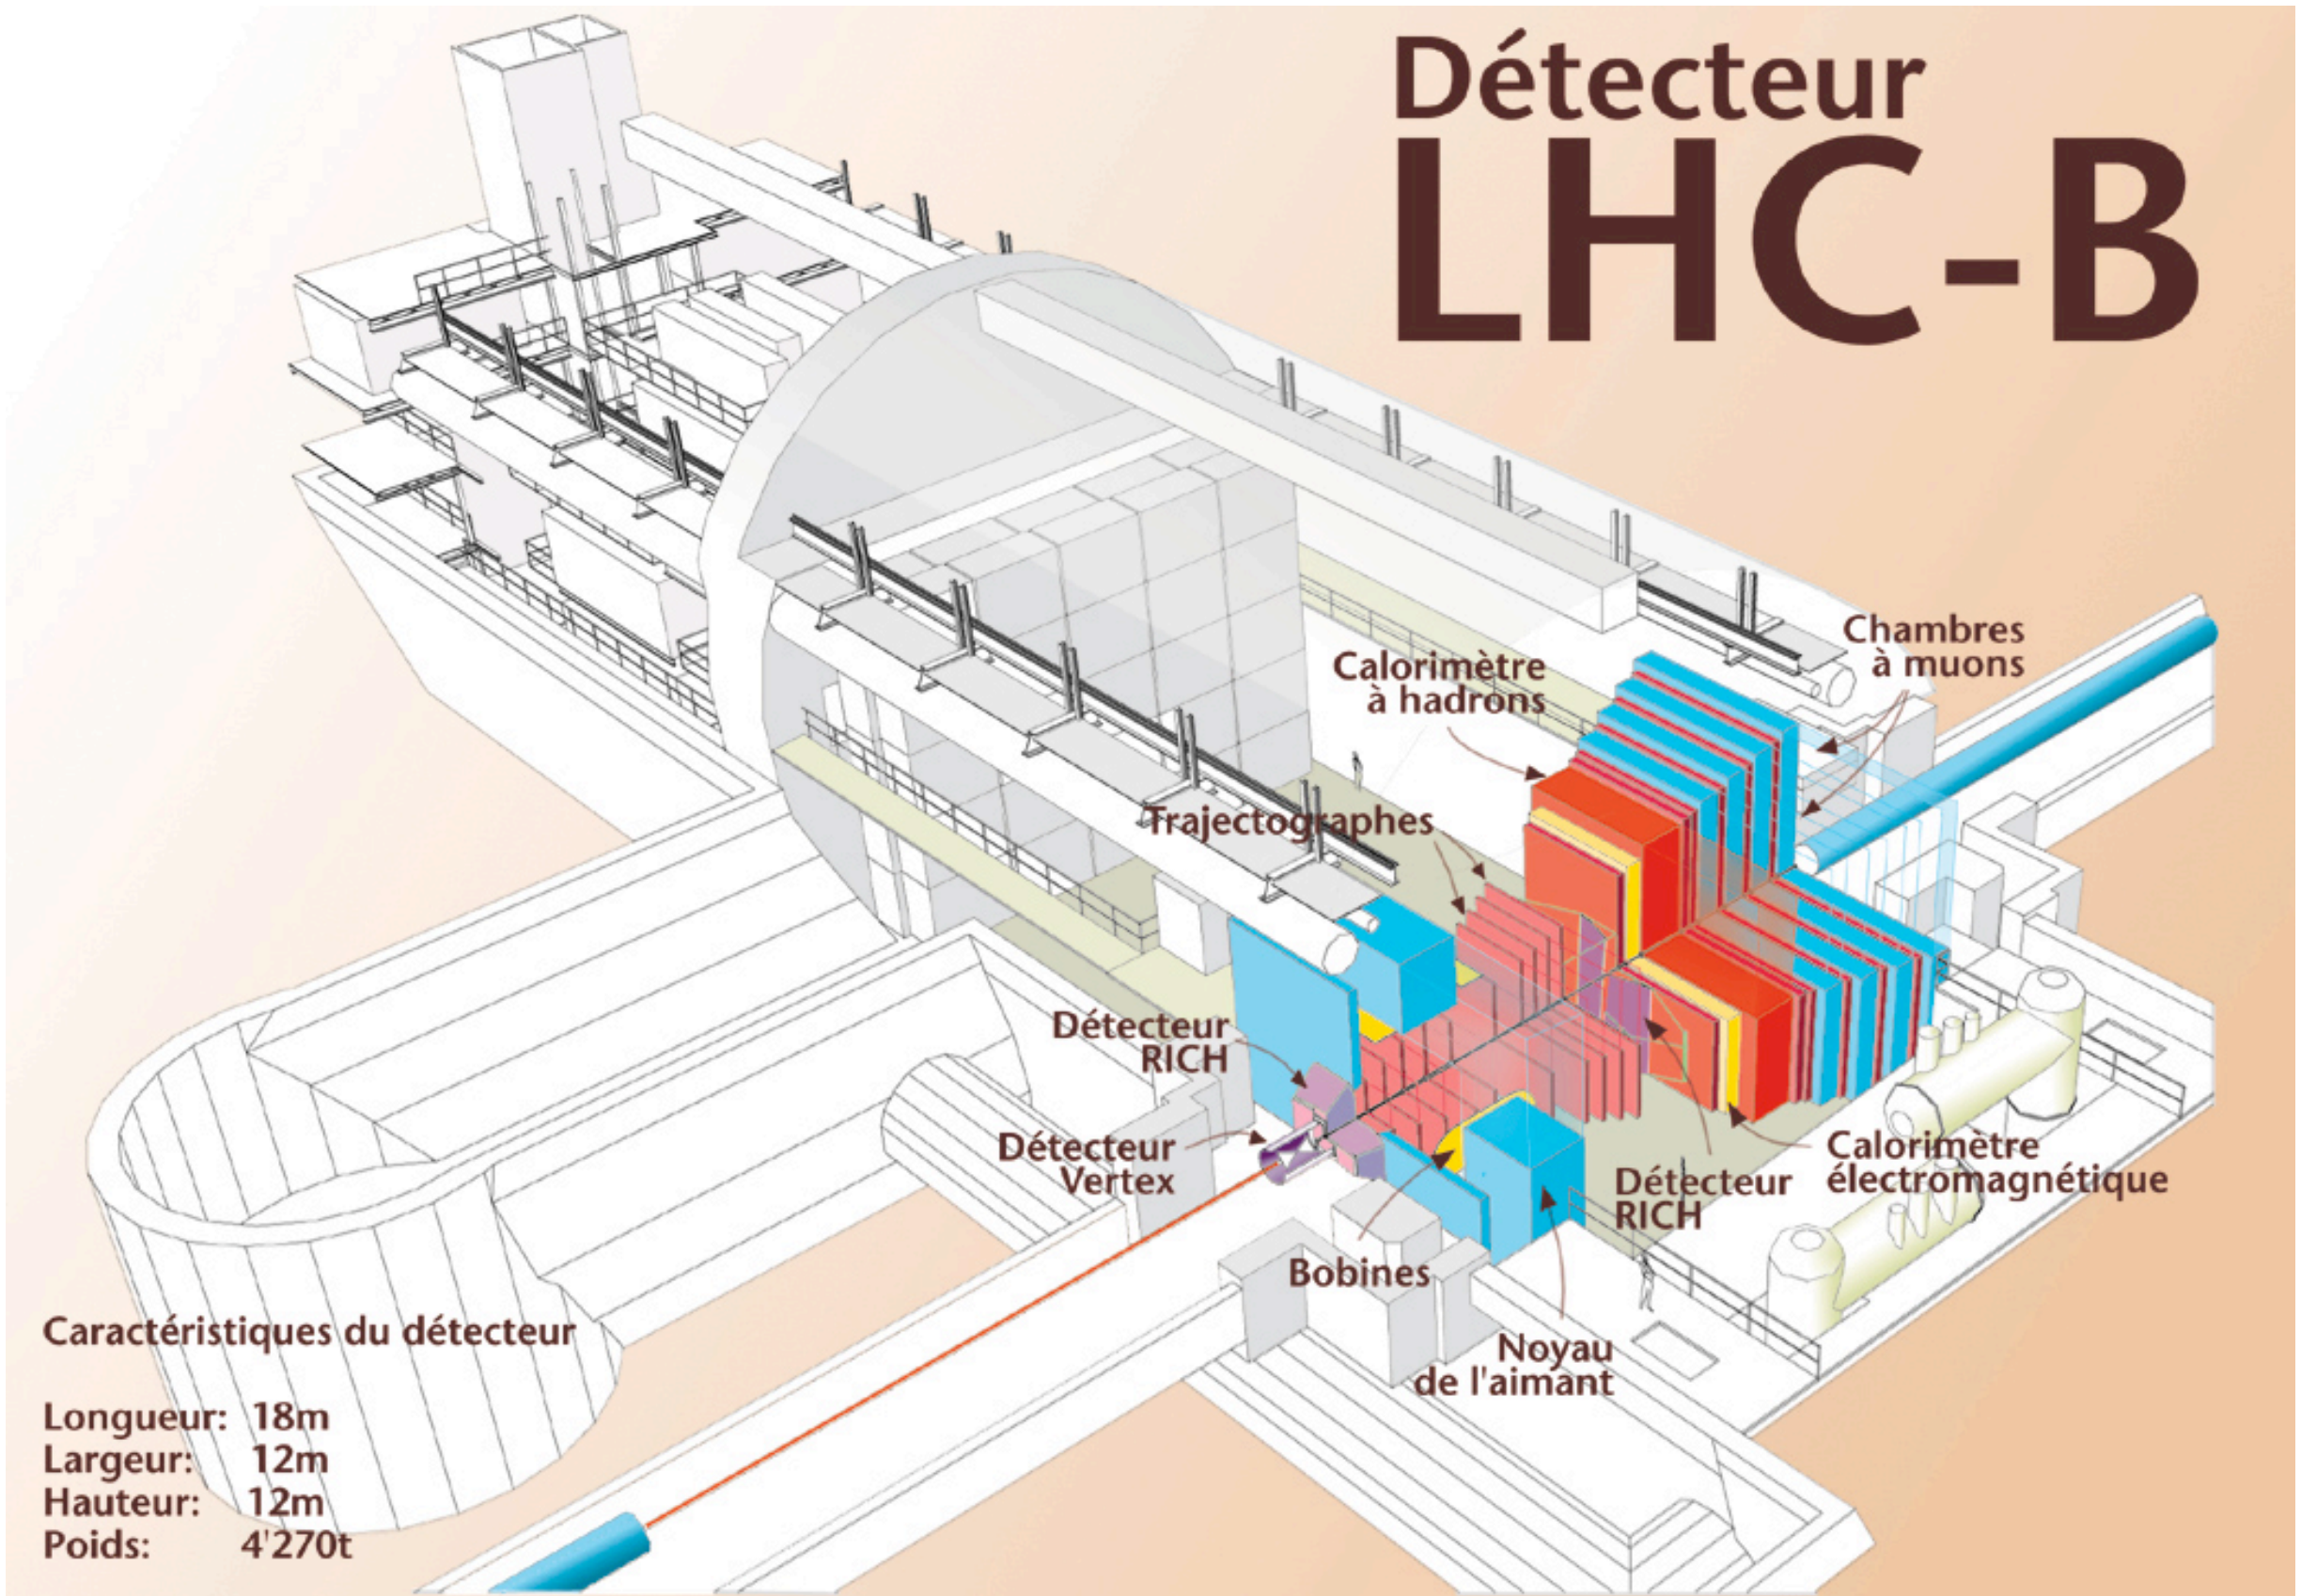 Détecteur
LHC-B
Chambres
à muons
Calorimètre
à hadrons
Trajectographes
Détecteur
RICH
Détecteur
Vertex
Calorimètre
électromagnétique
Détecteur
RICH
Bobines
Noyau
de l'aimant
Caractéristiques du détecteur
Longueur: 18m
Largeur: 12m
Hauteur: 12m
Poids: 4'270t